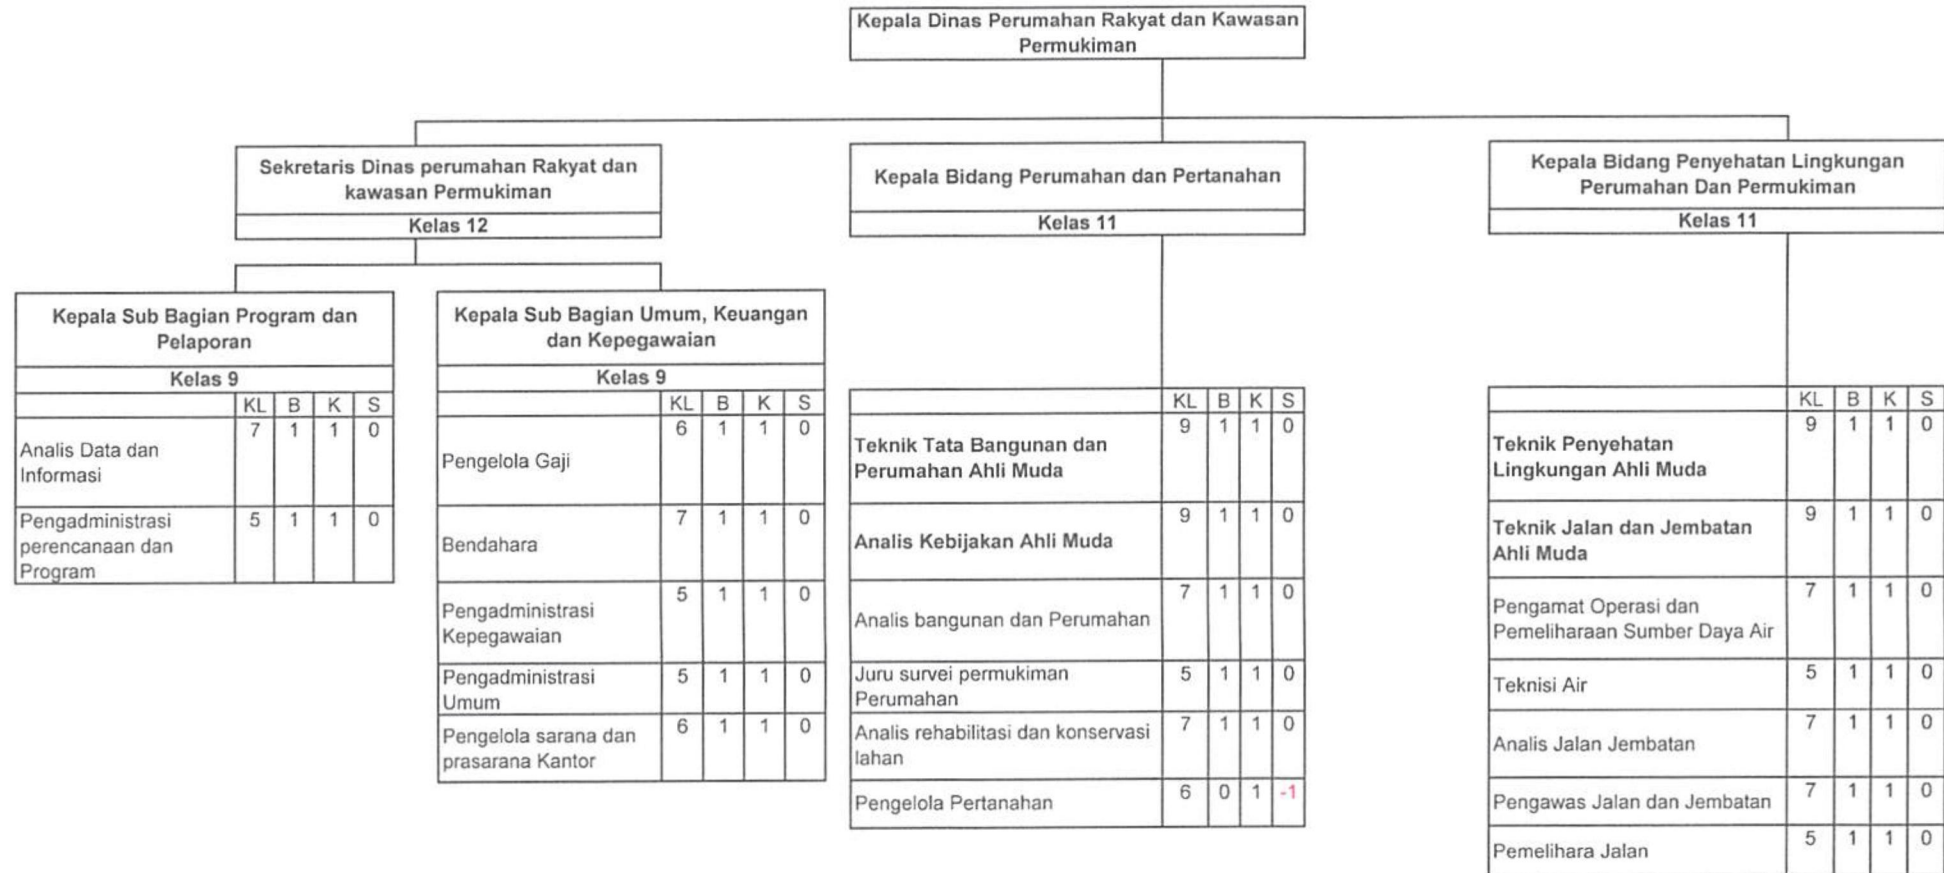 Kepala Dinas Perumahan Rakyat dan Kawasan
Permukiman
Sekretaris Dinas perumahan Rakyat dan
kawasan Permukiman
Kelas 12
Kepala Bidang Perumahan dan Pertanahan
Kelas 11
Kepala Bidang Penyehatan Lingkungan
Perumahan Dan Permukiman
Kelas 11
Kepala Sub Bagian Program dan
Pelaporan
Kelas 9
KL B K S
Analis Data dan
Informasi
7 1 1 0
Pengadministrasi
perencanaan dan
Program
5 1 1 0
Kepala Sub Bagian Umum, Keuangan
dan Kepegawaian
Kelas 9
KL B K S
Pengelola Gaji 6 1 1 0
Bendahara 7 1 1 0
Pengadministrasi
Kepegawaian
5 1 1 0
Pengadministrasi
Umum
5 1 1 0
Pengelola sarana dan
prasarana Kantor
6 1 1 0
KL B K S
Teknik Tata Bangunan dan
Perumahan Ahli Muda
9 1 1 0
Analis Kebijakan Ahli Muda 9 1 1 0
Analis bangunan dan Perumahan 7 1 1 0
Juru survei permukiman
Perumahan
5 1 1 0
Analis rehabilitasi dan konservasi
lahan
7 1 1 0
Pengelola Pertanahan 6 0 1 -1
KL B K S
Teknik Penyehatan
Lingkungan Ahli Muda
9 1 1 0
Teknik Jalan dan Jembatan
Ahli Muda
9 1 1 0
Pengamat Operasi dan
Pemeliharaan Sumber Daya Air
7 1 1 0
Teknisi Air 5 1 1 0
Analis Jalan Jembatan 7 1 1 0
Pengawas Jalan dan Jembatan 7 1 1 0
Pemelihara Jalan 5 1 1 0